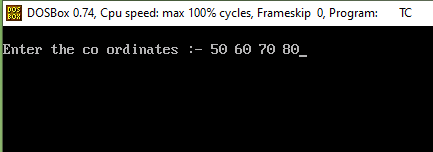 DOSBox 0.74, Cpu speed: max 100% cycles, Frameskip 0, Program: TC
Enter the co ordinates :- 50 60 70 80_